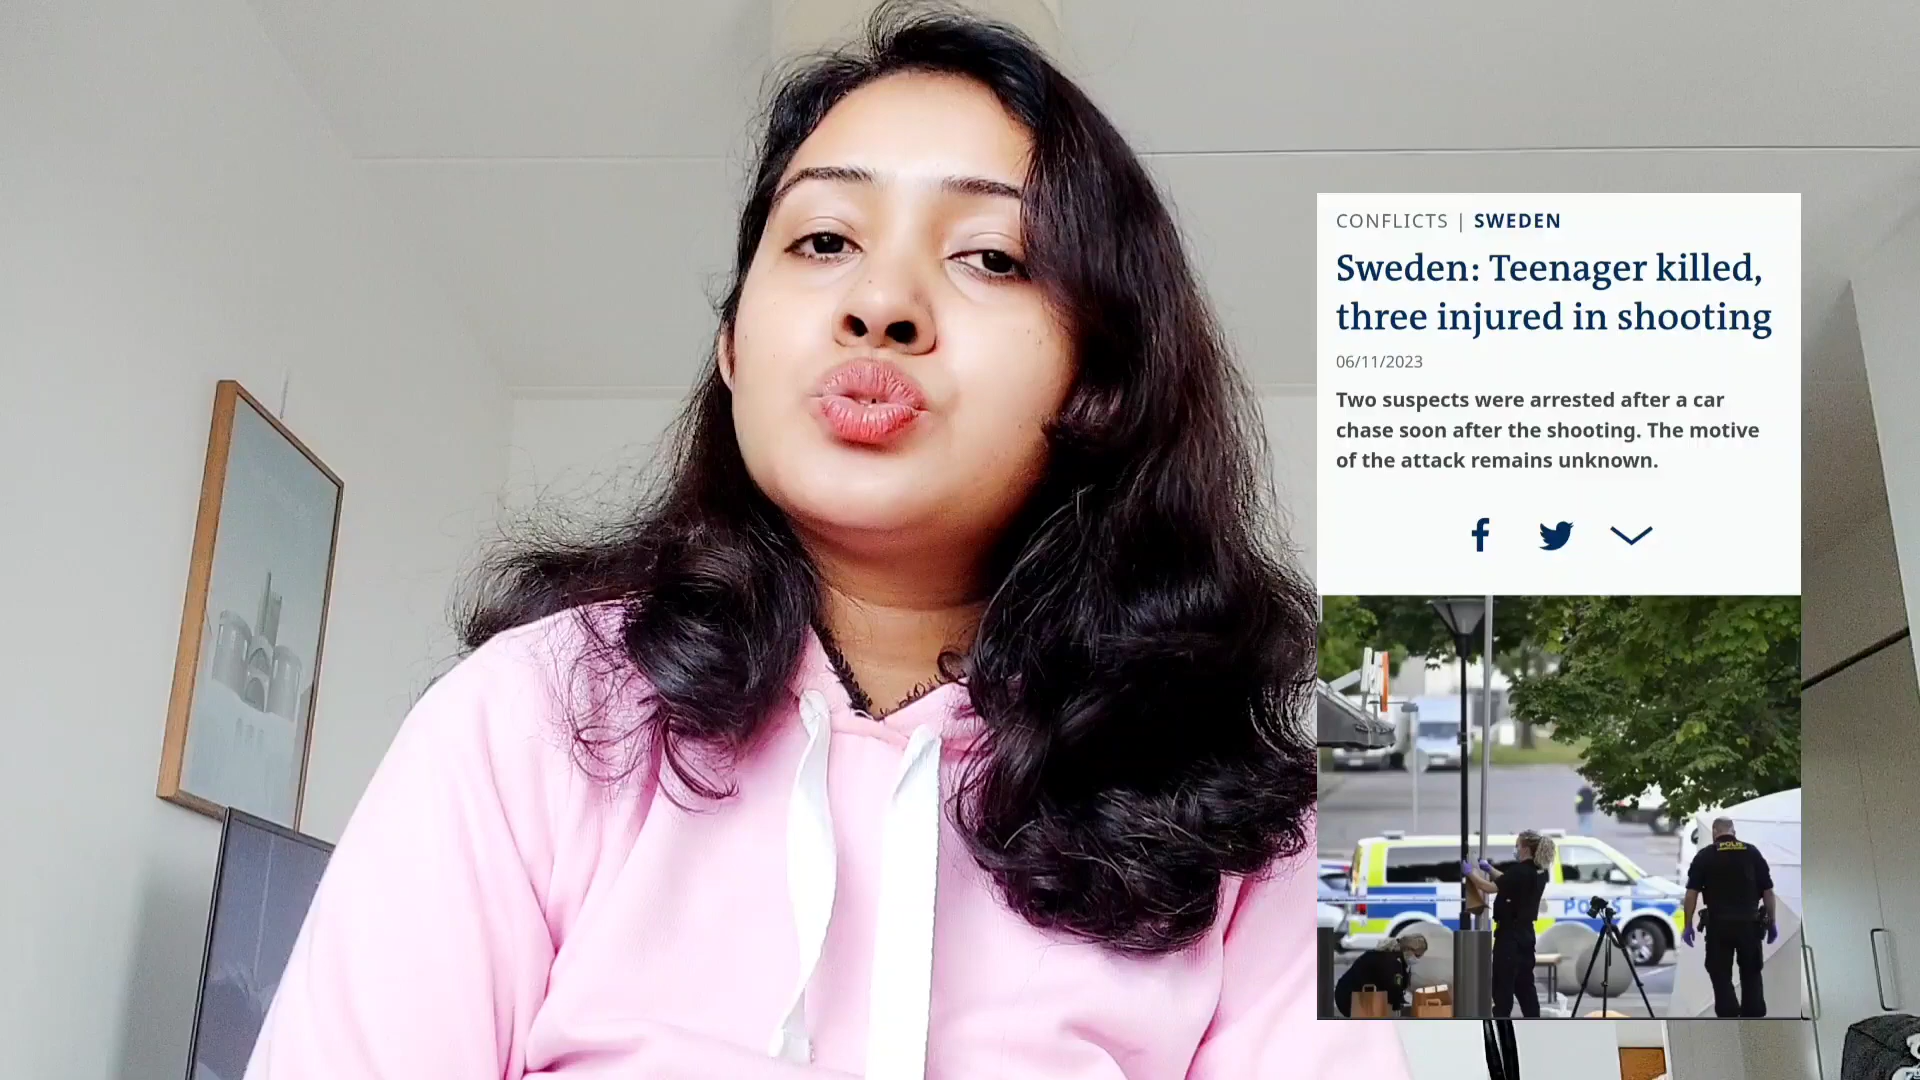 CONFLICTS | SWEDEN
Sweden: Teenager killed,
three injured in shooting
06/11/2023
Two suspects were arrested after a car
chase soon after the shooting. The motive
of the attack remains unknown.
POLIS
POLIS